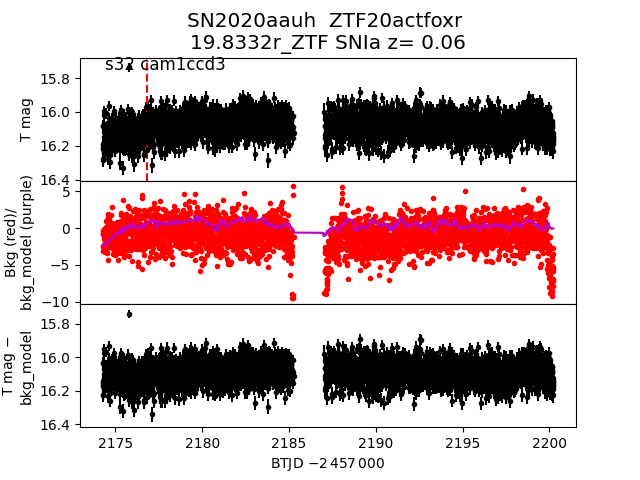 SN2020aauh  ZTF20actfoxr
19.8332r_ZTF SNIa z= 0.06
s32 cam1ccd3
T mag
15.8
16.0
16.2
16.4
Bkg (red)/
bkg_model (purple)
5
0
−5
−10
T mag −
bkg_model
15.8
16.0
16.2
16.4
2175 2180 2185 2190 2195 2200
BTJD −2 457 000